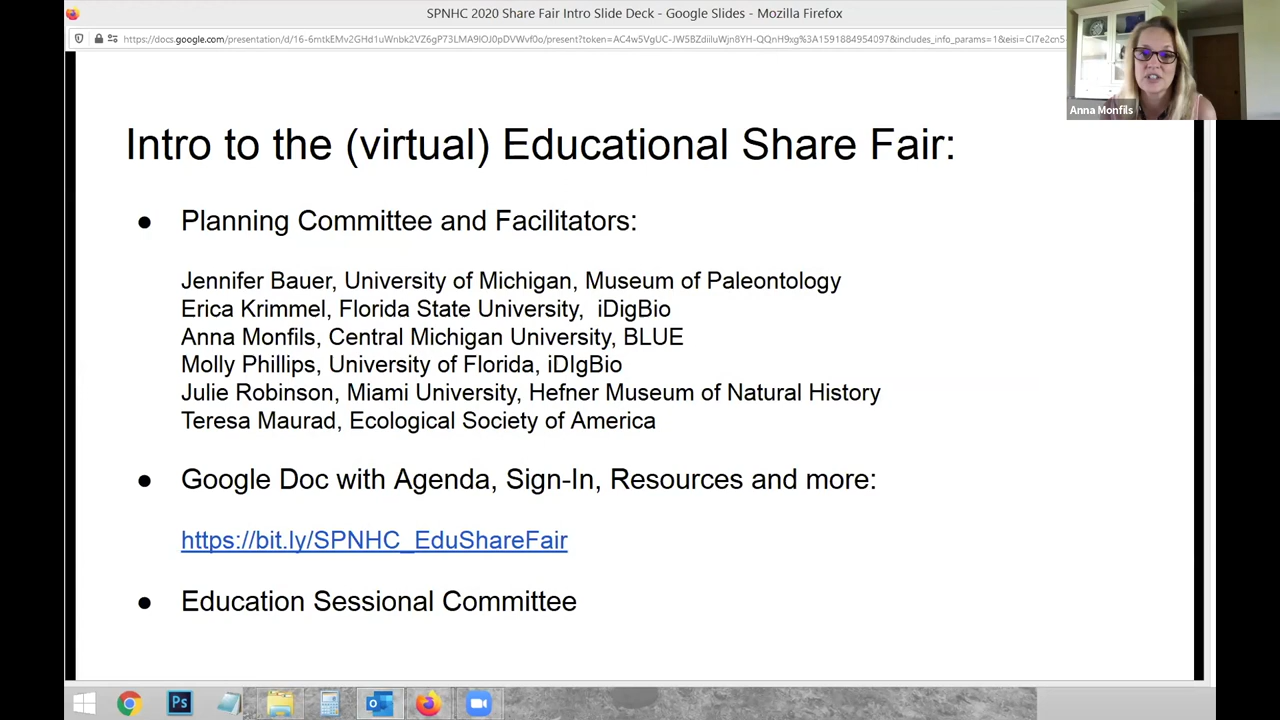 SPNHC 2020 Share Fair Intro Slide Deck - Google Slides - Mozilla Firefox
Anna Monfils
Intro to the (virtual) Educational Share Fair:
● Planning Committee and Facilitators:
Jennifer Bauer, University of Michigan, Museum of Paleontology
Erica Krimmel, Florida State University, iDigBio
Anna Monfils, Central Michigan University, BLUE
Molly Phillips, University of Florida, iDIgBio
Julie Robinson, Miami University, Hefner Museum of Natural History
Teresa Maurad, Ecological Society of America
● Google Doc with Agenda, Sign-In, Resources and more:
https://bit.ly/SPNHC_EduShareFair
● Education Sessional Committee
Ps